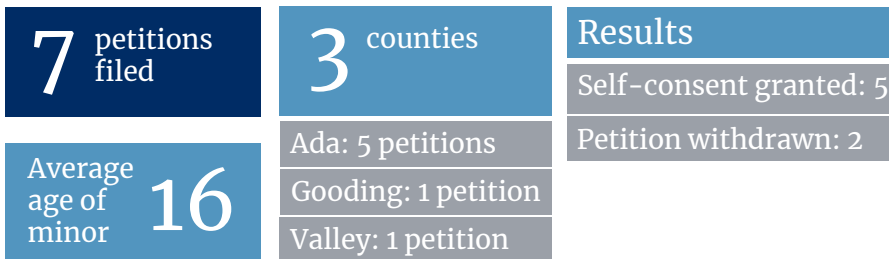 7 petitions
filed
Average
age of
minor 16
3 counties
Ada: 5 petitions
Gooding: 1 petition
Valley: 1 petition
Results
Self-consent granted: 5
Petition withdrawn: 2